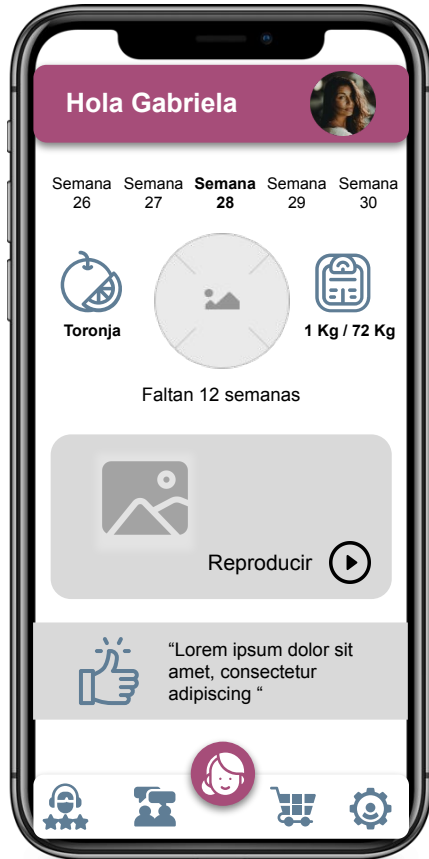 Hola Gabriela
Semana Semana Semana Semana Semana
26 27 28 29 30
Toronja 1 Kg / 72 Kg
Faltan 12 semanas
Reproducir
“Lorem ipsum dolor sit
amet, consectetur
adipiscing “